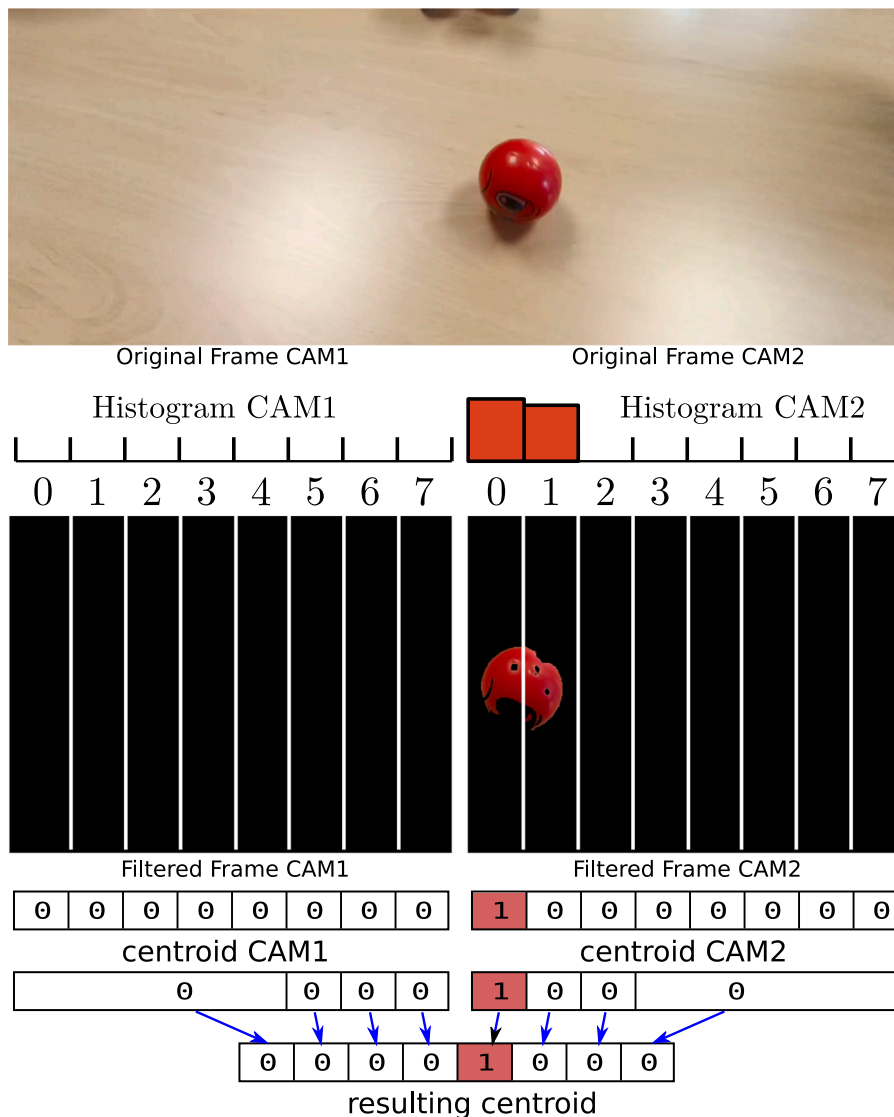 Original Frame CAM1 Original Frame CAM2
Histogram CAM1 Histogram CAM2
0 1 2 3 4 5 6 7 0 1 2 3 4 5 6 7
Filtered Frame CAM1 Filtered Frame CAM2
0 0 0 0 0 0 0 0 1 0 0 0 0 0 0 0
centroid CAM1 centroid CAM2
0 0 0 0 1 0 0 0
0 0 0 0 1 0 0 0
resulting centroid